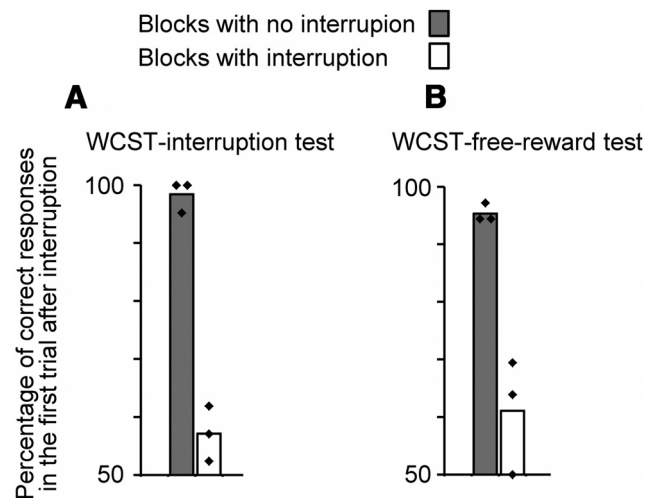 Blocks with no interrupion
Blocks with interruption
A
B
WCST-interruption test
WCST-free-reward test
Percentage of correct responses
in the first trial after interruption
100
50
100
50